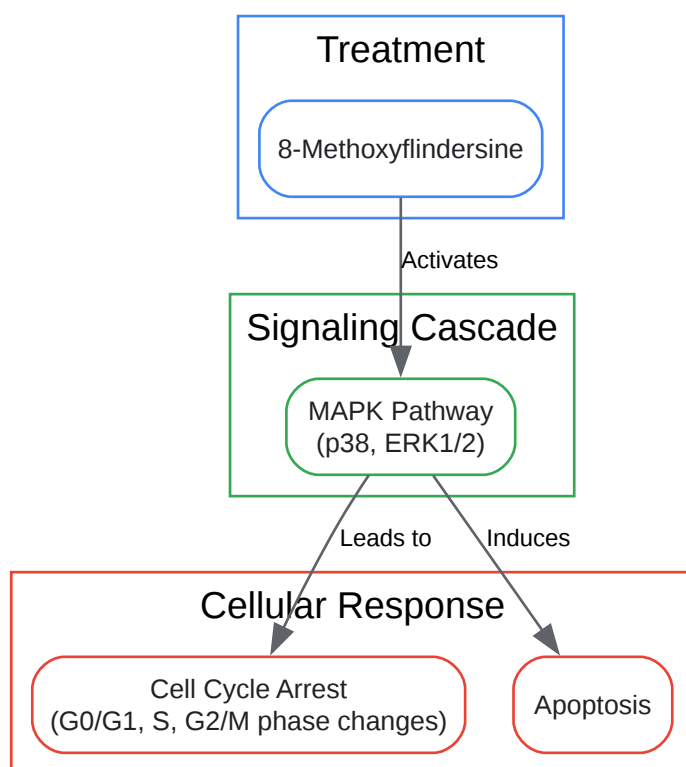 Treatment
8-Methoxyflindersine
Activates
Signaling Cascade
MAPK Pathway
(p38, ERK1/2)
Leads to
Induces
Cellular Response
Cell Cycle Arrest
(G0/G1, S, G2/M phase changes)
Apoptosis